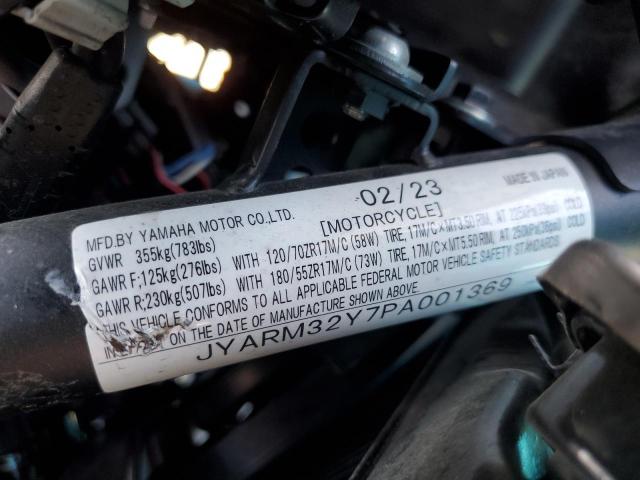 02/23
MADE IN JAPAN
MFD.BY YAMAHA MOTOR CO.,LTD.
[MOTORCYCLE]
GVWR 355kg(783lbs)
GAWR F;125kg(276lbs) WITH 120/70ZR17M/C (58W) TIRE, 17M/C×MT3.50 RIM, AT 225kPa(33psi) COLD
GAWR R;230kg(507lbs) WITH 180/55ZR17M/C (73W) TIRE, 17M/C×MT5.50 RIM, AT 250kPa(36psi) COLD
THIS VEHICLE CONFORMS TO ALL APPLICABLE FEDERAL MOTOR VEHICLE SAFETY STANDARDS
IN EFFECT ON THE DATE OF MANUFACTURE SHOWN ABOVE
JYARM32Y7PA001369